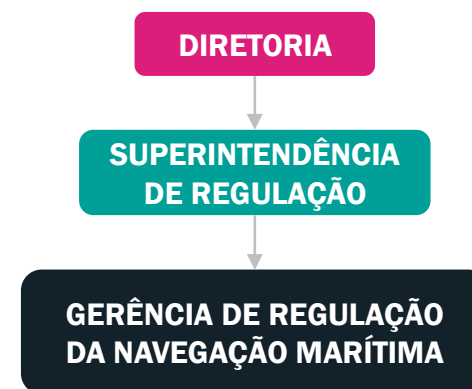 DIRETORIA
SUPERINTENDÊNCIA
DE REGULAÇÃO
GERÊNCIA DE REGULAÇÃO
DA NAVEGAÇÃO MARÍTIMA